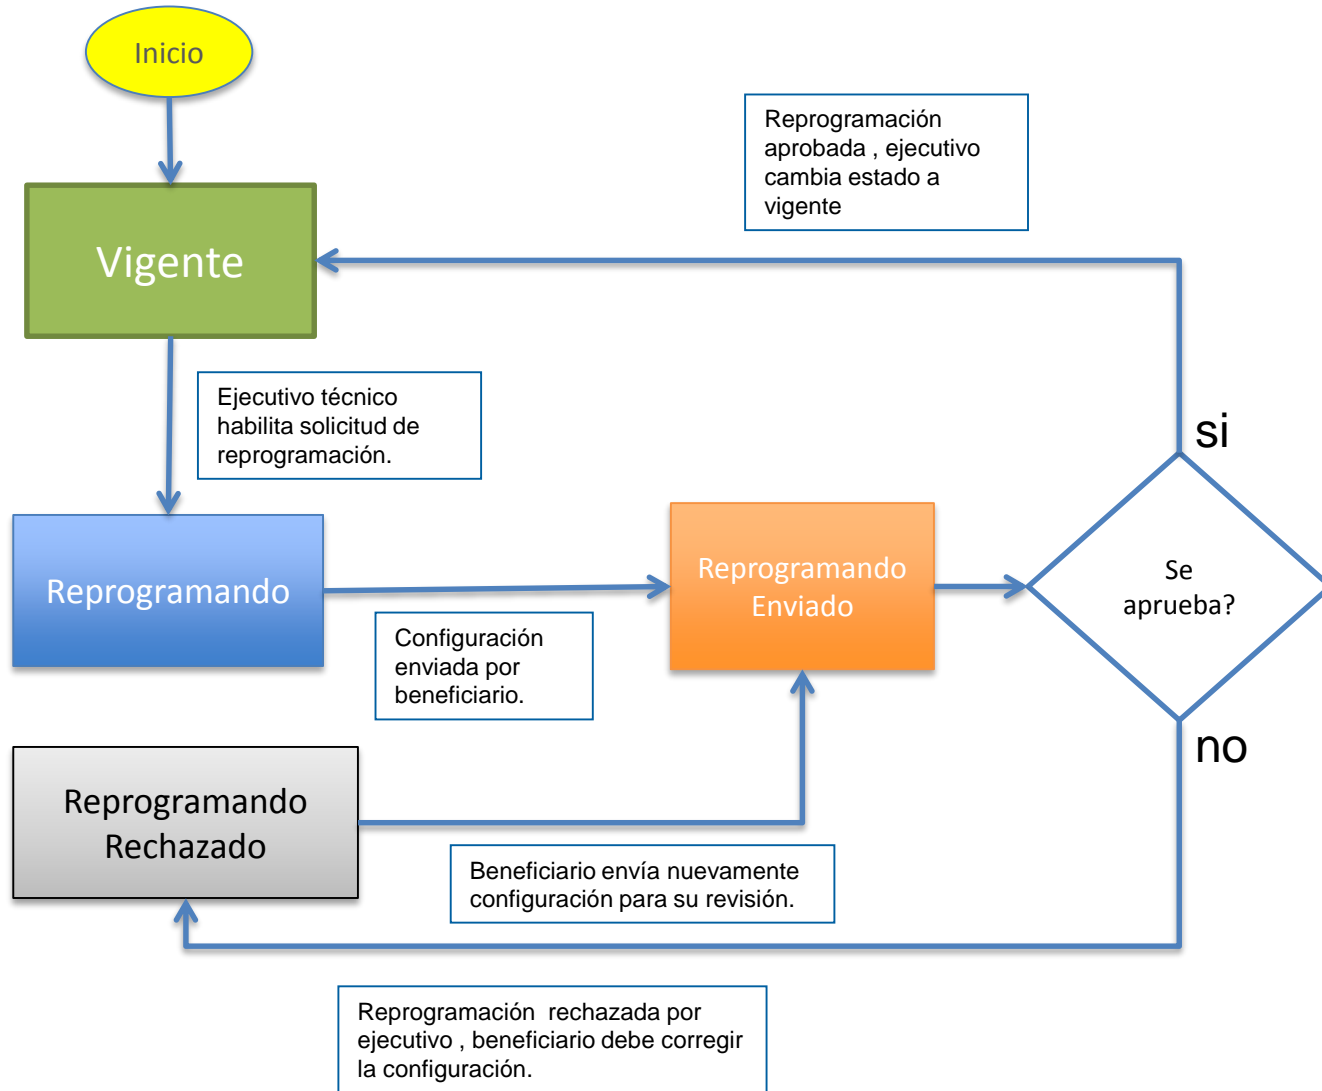 Inicio
Reprogramación
aprobada , ejecutivo
cambia estado a
vigente
Vigente
Ejecutivo técnico
habilita solicitud de
reprogramación.
si
Reprogramando
Reprogramando
Enviado
Se
aprueba?
Configuración
enviada por
beneficiario.
no
Reprogramando
Rechazado
Beneficiario envía nuevamente
configuración para su revisión.
Reprogramación  rechazada por
ejecutivo , beneficiario debe corregir
la configuración.